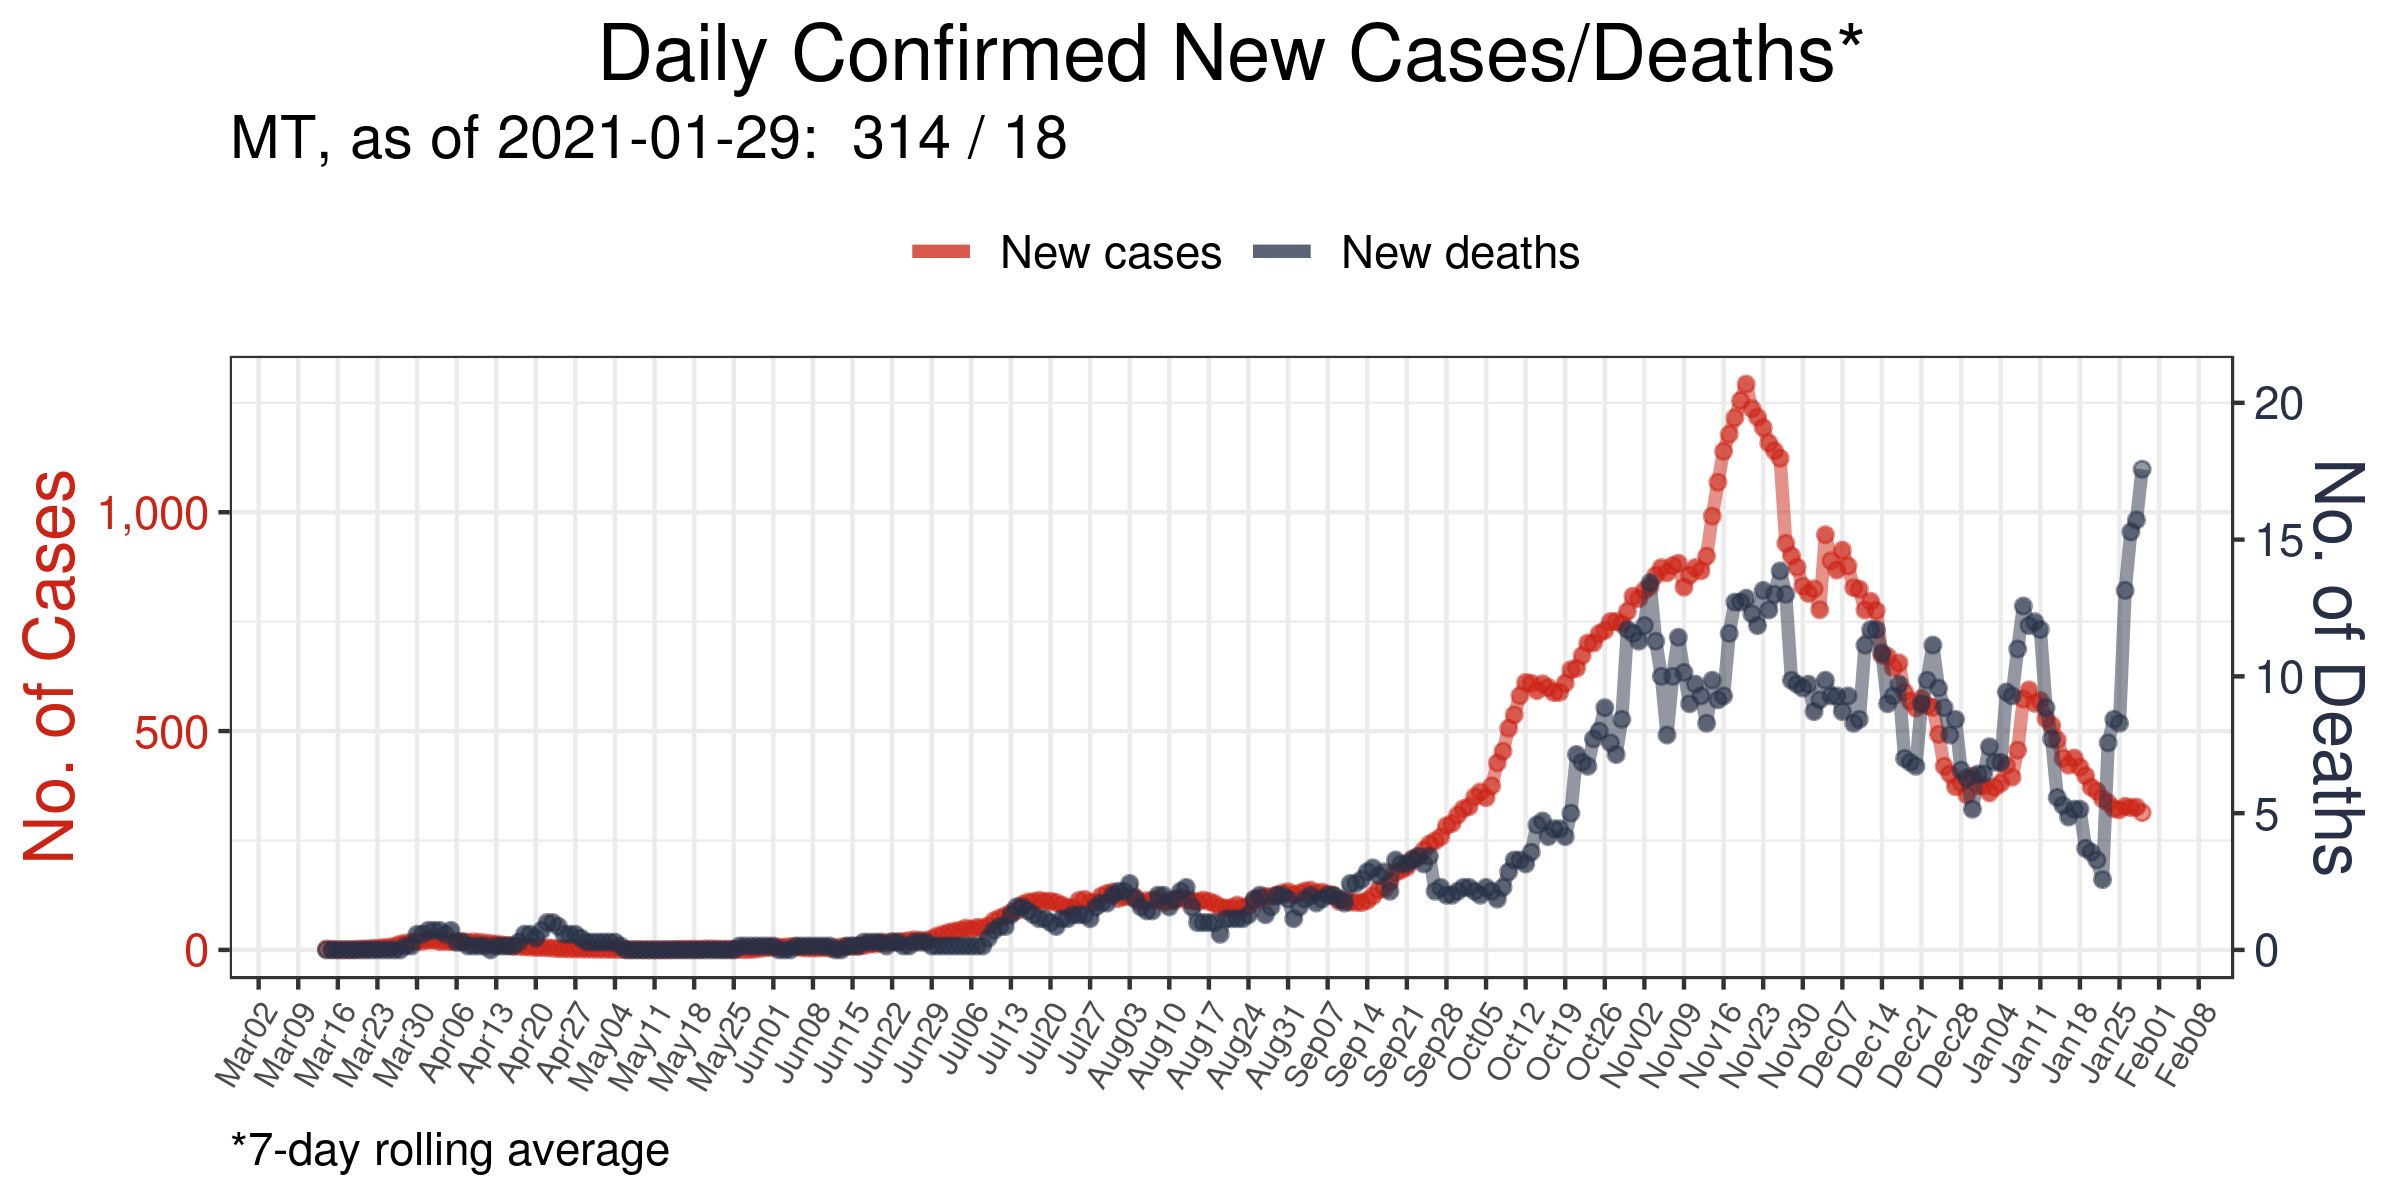 Daily Confirmed New Cases/Deaths*
MT, as of 2021-01-29:  314 / 18
New cases
New deaths
No. of Cases
1,000
500
0
20
15
10
5
0
No. of Deaths
Mar02
Mar09
Mar16
Mar23
Mar30
Apr06
Apr13
Apr20
Apr27
May04
May11
May18
May25
Jun01
Jun08
Jun15
Jun22
Jun29
Jul06
Jul13
Jul20
Jul27
Aug03
Aug10
Aug17
Aug24
Aug31
Sep07
Sep14
Sep21
Sep28
Oct05
Oct12
Oct19
Oct26
Nov02
Nov09
Nov16
Nov23
Nov30
Dec07
Dec14
Dec21
Dec28
Jan04
Jan11
Jan18
Jan25
Feb01
Feb08
*7-day rolling average